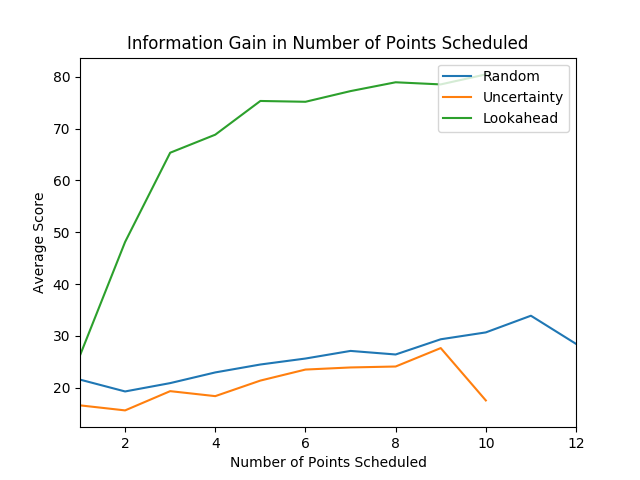 Information Gain in Number of Points Scheduled
Random
Uncertainty
Lookahead
80
70
60
50
40
30
20
Average Score
2 4 6 8 10 12
Number of Points Scheduled